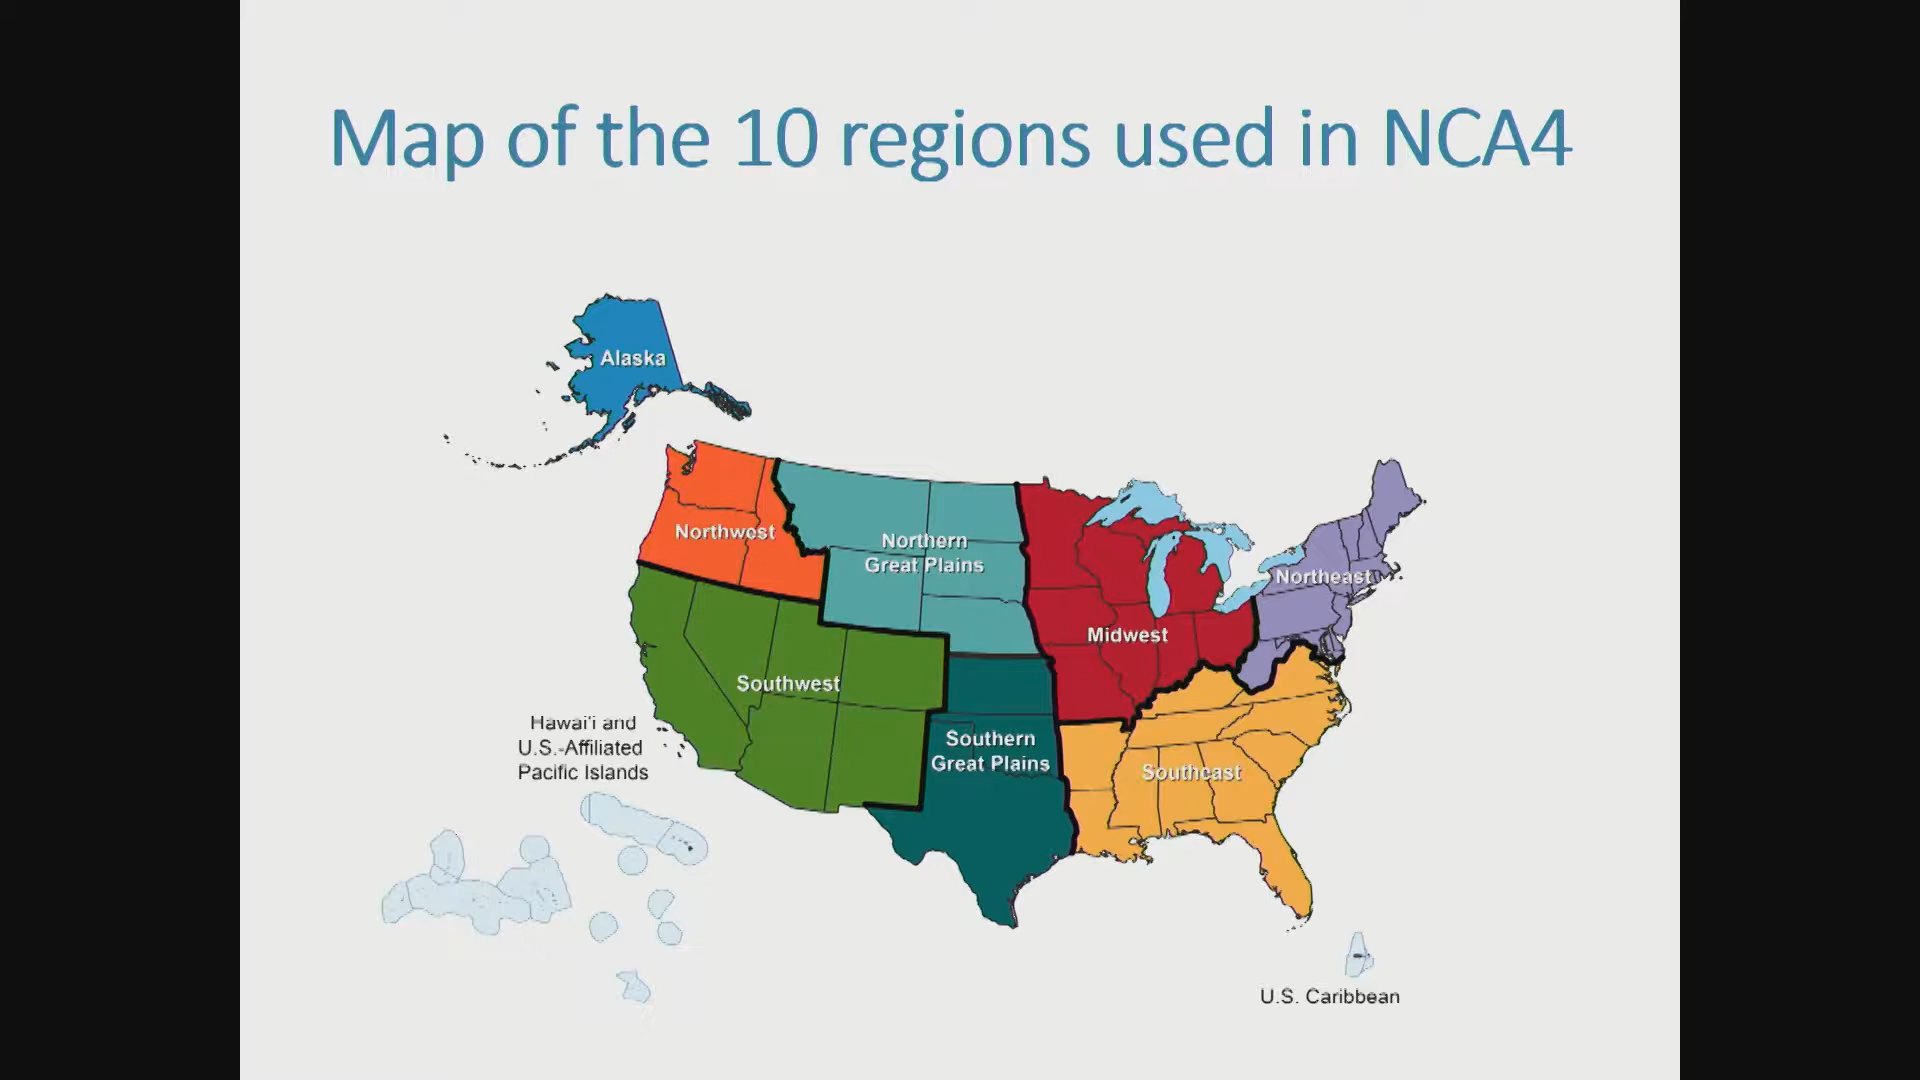 Map of the 10 regions used in NCA4
Alaska
Northwest
Northern
Great Plains
Northeast
Midwest
Southwest
Hawai'i and
U.S.-Affiliated
Pacific Islands
Southern
Great Plains
Southeast
U.S. Caribbean